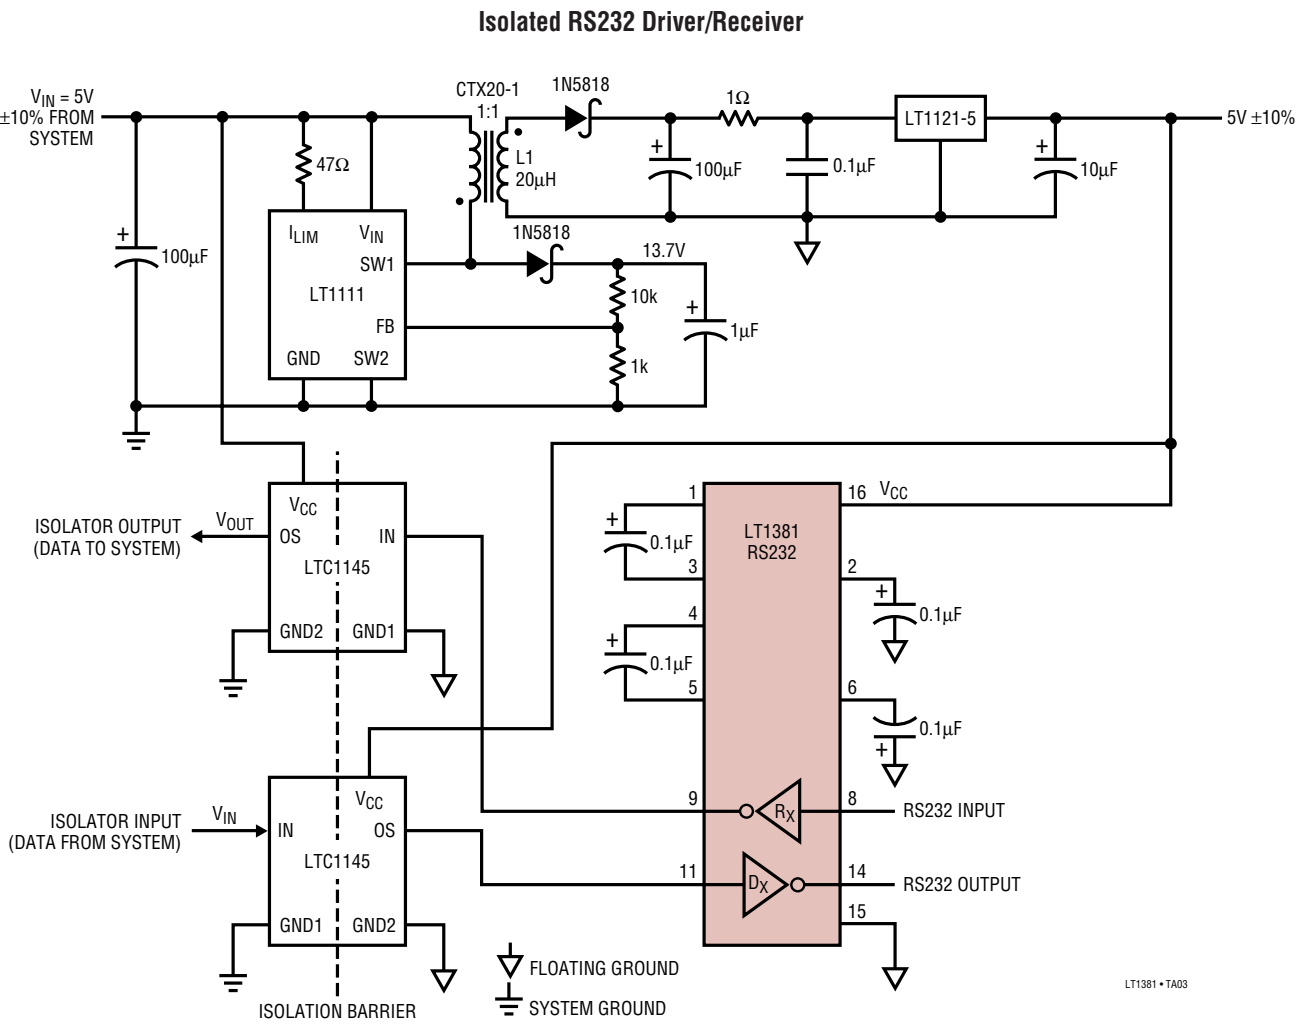 Isolated RS232 Driver/Receiver
VIN = 5V
±10% FROM
SYSTEM
CTX20-1
1:1
1N5818
1Ω
LT1121-5
5V ±10%
47Ω
L1
20µH
+
100µF
0.1µF
+
10µF
+
100µF
ILIM
VIN
SW1
LT1111
FB
GND
SW2
1N5818
13.7V
10k
1k
+
1µF
ISOLATOR OUTPUT
(DATA TO SYSTEM)
VOUT
VCC
OS
IN
LTC1145
GND2
GND1
1
+
0.1µF
3
4
+
0.1µF
5
LT1381
RS232
16
VCC
2
+
0.1µF
6
0.1µF
+
ISOLATOR INPUT
(DATA FROM SYSTEM)
VIN
VCC
IN
OS
LTC1145
GND1
GND2
9
RX
8
RS232 INPUT
11
DX
14
RS232 OUTPUT
15
FLOATING GROUND
SYSTEM GROUND
ISOLATION BARRIER
LT1381 • TA03